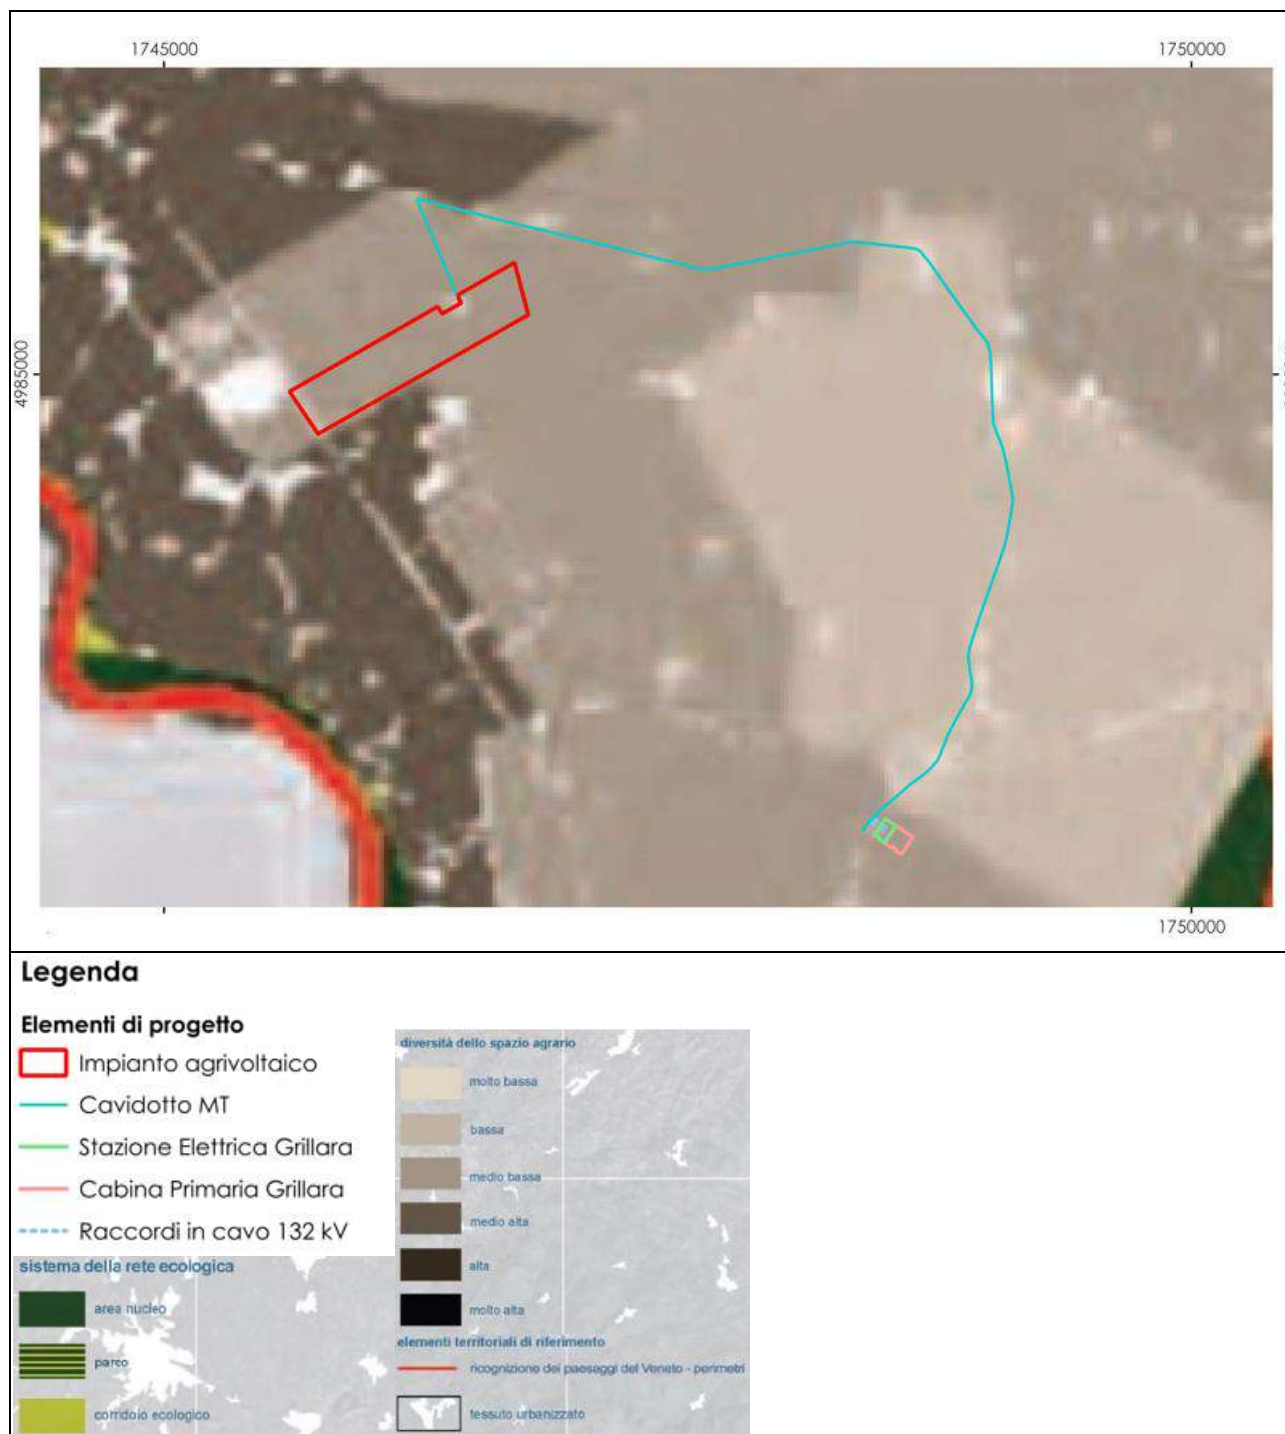 1745000
1750000
4985000
1750000
Legenda
Elementi di progetto
Impianto agrivoltaico
Cavidotto MT
Stazione Elettrica Grillara
Cabina Primaria Grillara
Raccordi in cavo 132 kV
sistema della rete ecologica
area nucleo
parco
corridoio ecologico
diversità dello spazio agrario
molto bassa
bassa
medio bassa
medio alta
alta
molto alta
elementi territoriali di riferimento
ricognizione dei paesaggi del Veneto - perimetri
tessuto urbanizzato